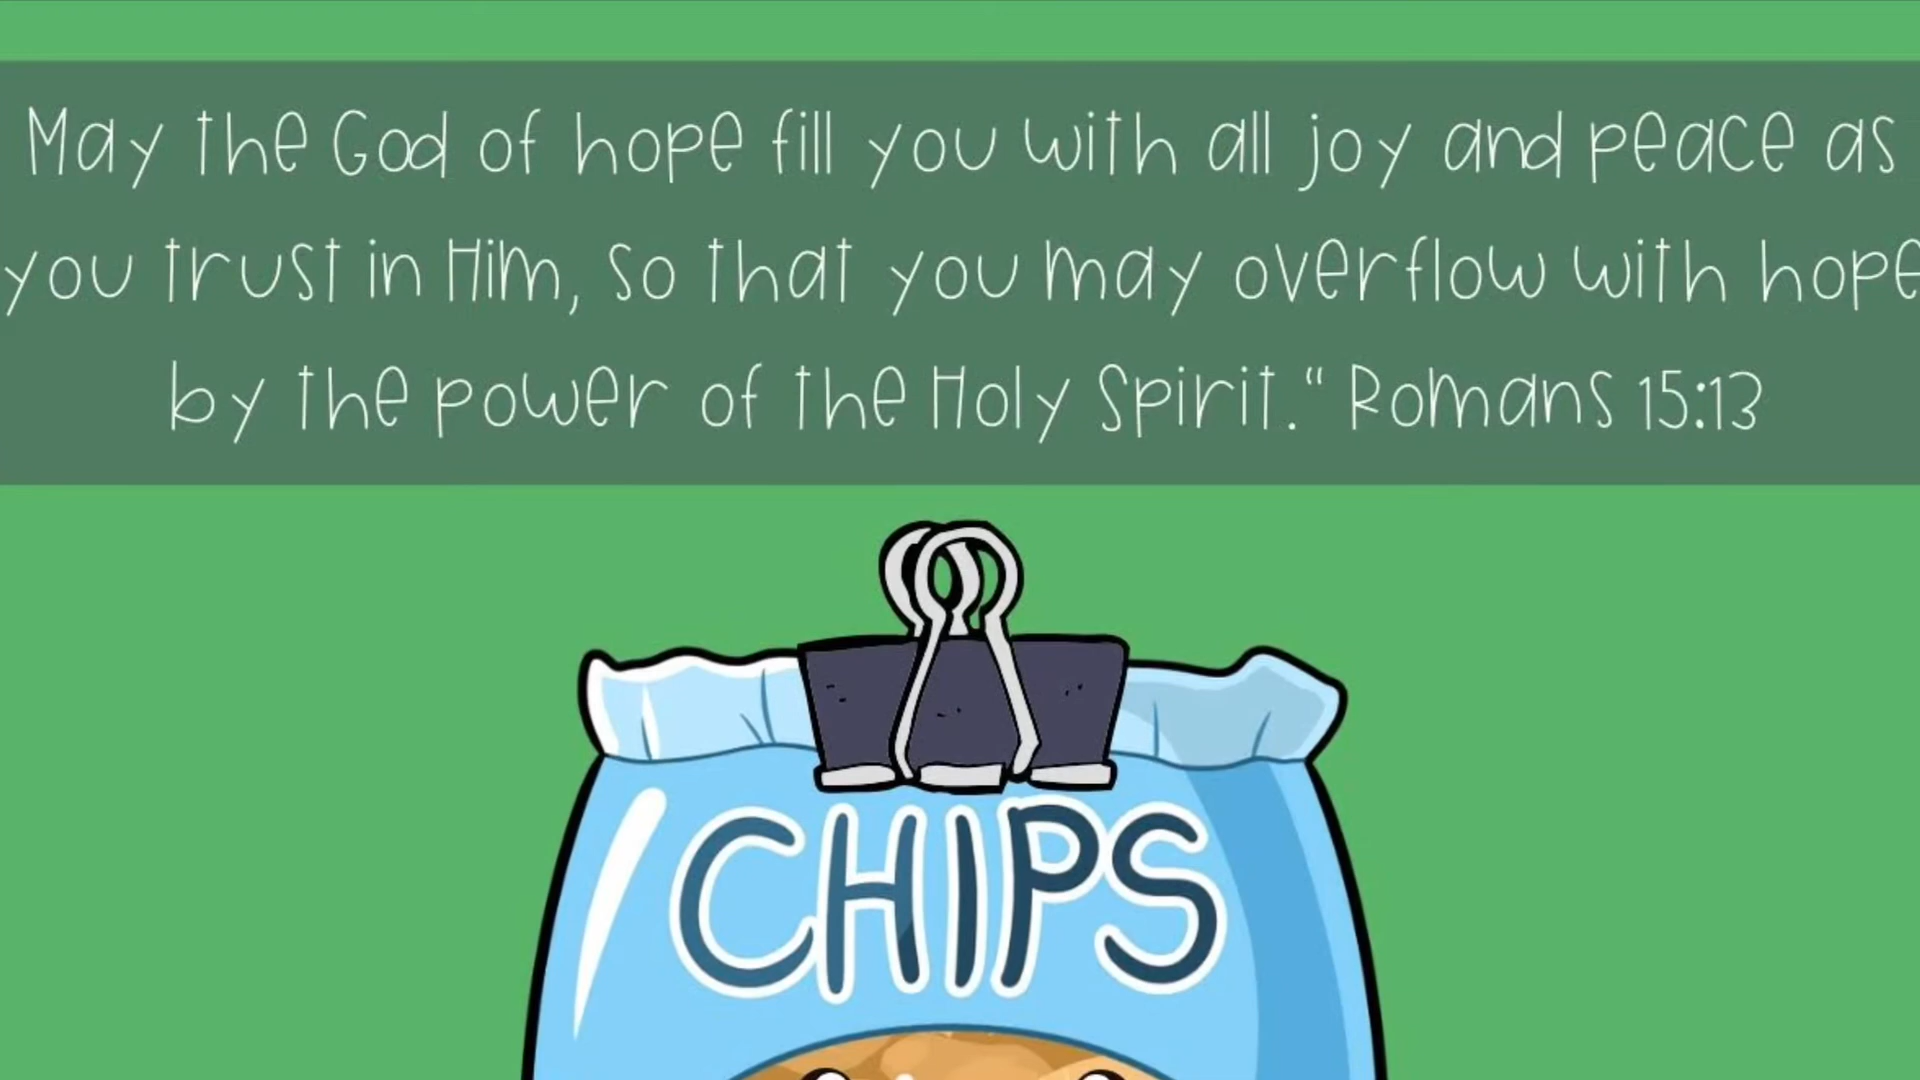 May the God of hope fill you with all joy and peace as
you trust in Him, so that you may overflow with hope
by the power of the Holy Spirit." Romans 15:13
CHIPS